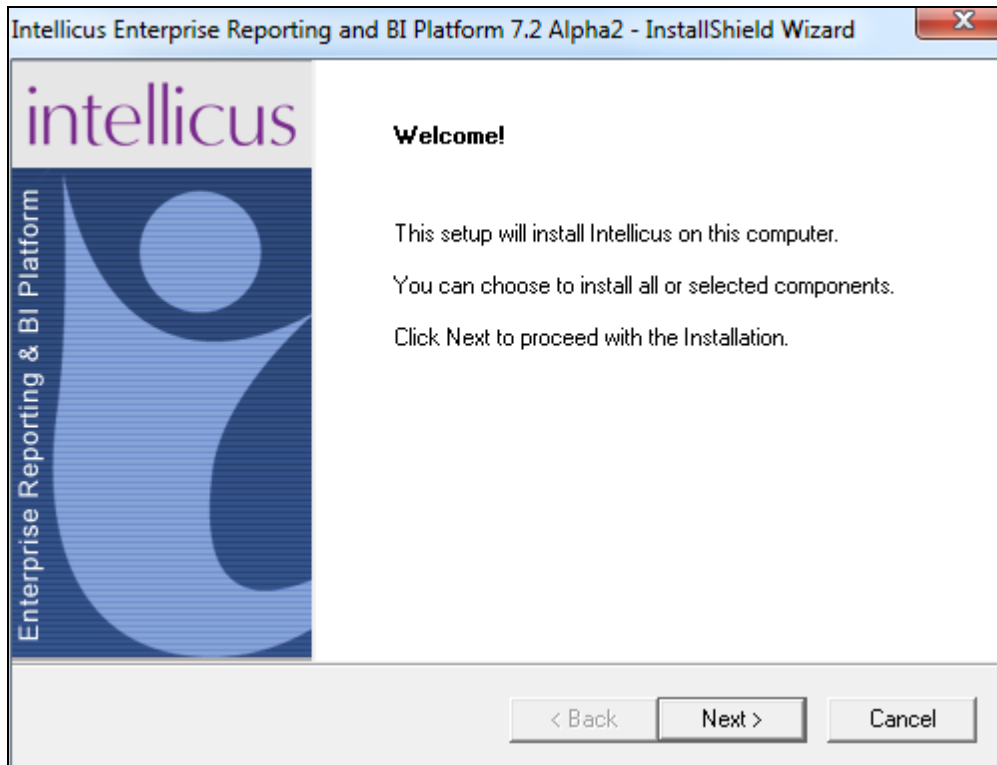 Intellicus Enterprise Reporting and BI Platform 7.2 Alpha2 - InstallShield Wizard
intellicus
Enterprise Reporting & BI Platform
Welcome!
This setup will install Intellicus on this computer.
You can choose to install all or selected components.
Click Next to proceed with the Installation.
< Back
Next >
Cancel